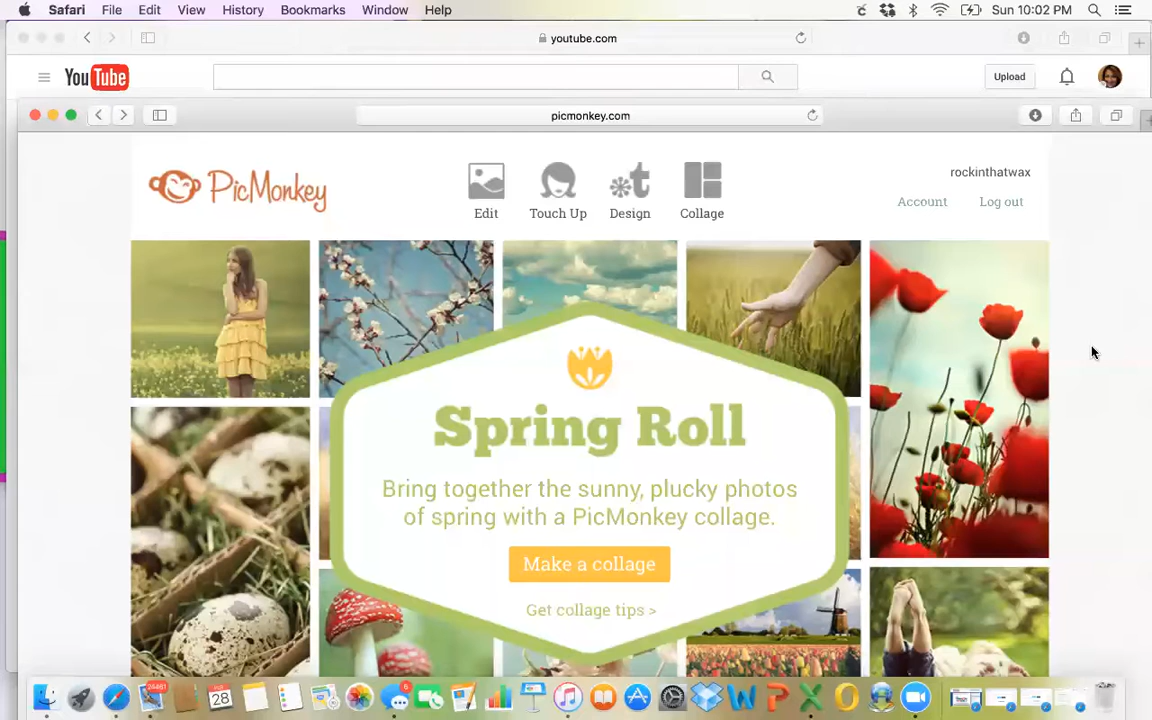 Safari File Edit View History Bookmarks Window Help Sun 10:02 PM
youtube.com
YouTube Upload
picmonkey.com
PicMonkey
Edit Touch Up Design Collage
rockinthatwax
Account Log out
Spring Roll
Bring together the sunny, plucky photos
of spring with a PicMonkey collage.
Make a collage
Get collage tips >
28
6